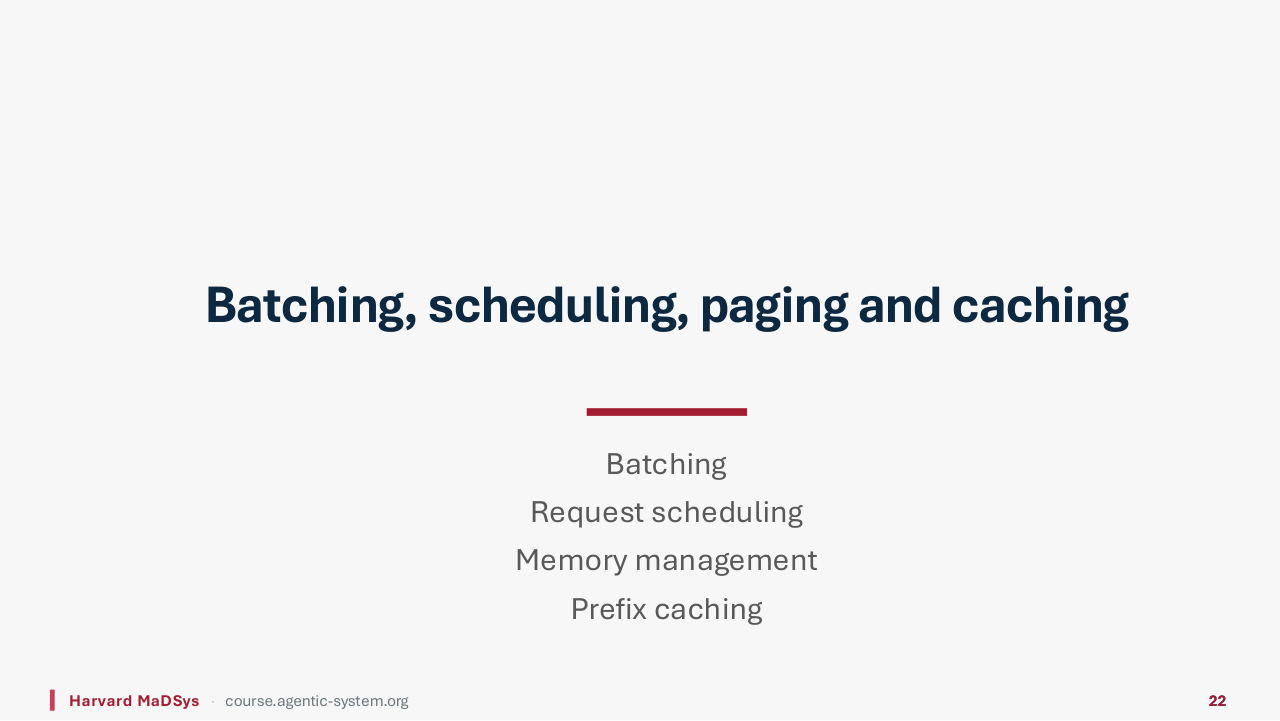 Batching, scheduling, paging and caching
Batching
Request scheduling
Memory management
Prefix caching
Harvard MaDSys · course.agentic-system.org
22